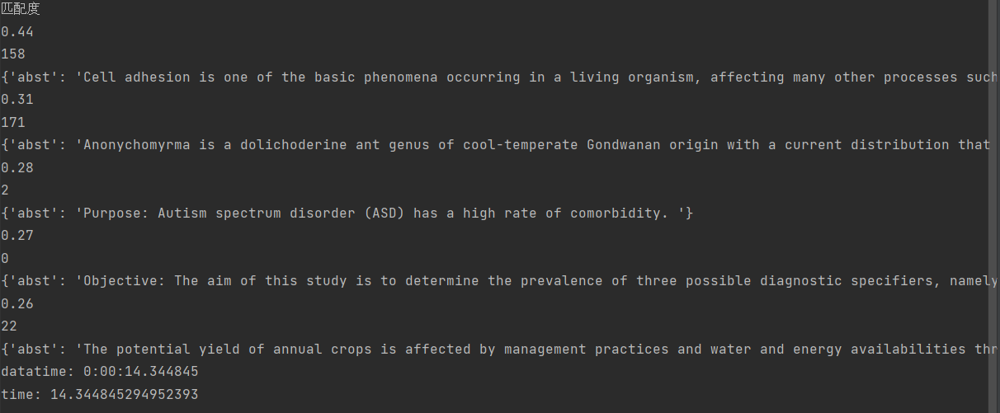 匹配度
0.44
158
{'abst': 'Cell adhesion is one of the basic phenomena occurring in a living organism, affecting many other processes such
0.31
171
{'abst': 'Anonychomyrma is a dolichoderine ant genus of cool-temperate Gondwanan origin with a current distribution that
0.28
2
{'abst': 'Purpose: Autism spectrum disorder (ASD) has a high rate of comorbidity. '}
0.27
0
{'abst': 'Objective: The aim of this study is to determine the prevalence of three possible diagnostic specifiers, namely
0.26
22
{'abst': 'The potential yield of annual crops is affected by management practices and water and energy availabilities thr
datatime: 0:00:14.344845
time: 14.344845294952393